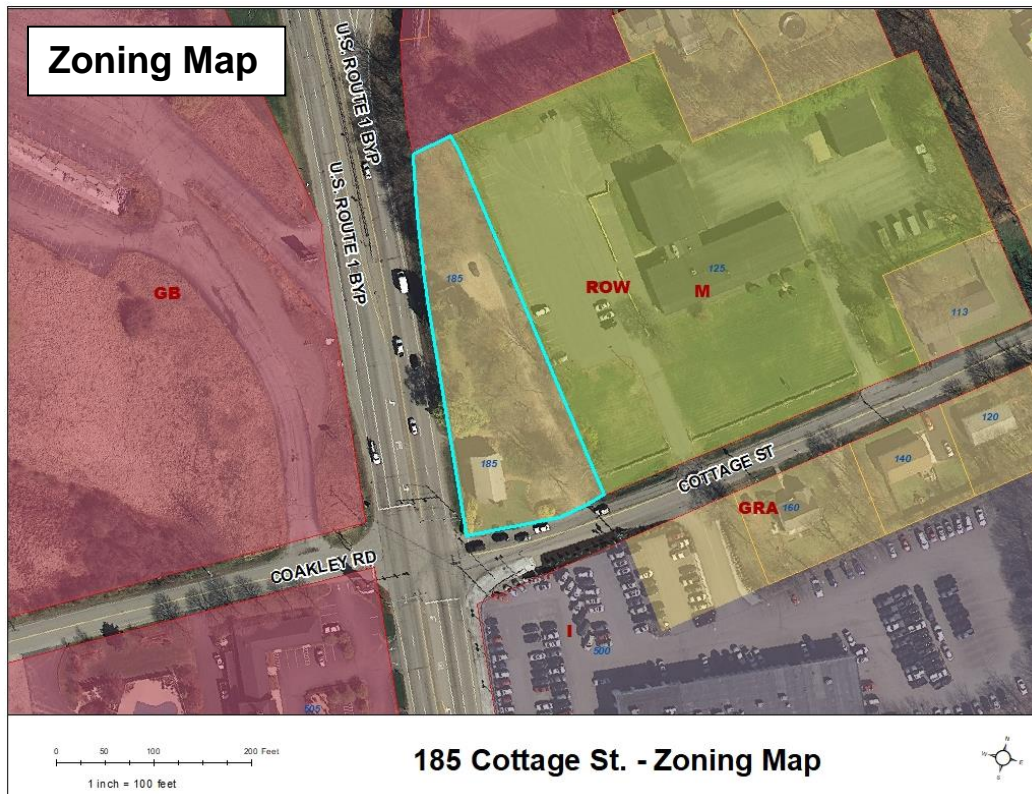 Zoning Map
U.S. ROUTE 1 BYP
U.S. ROUTE 1 BYP
185
GB
ROW
M
125
113
185
120
COTTAGE ST
140
GRA
160
COAKLEY RD
I
500
505
0 50 100 200 Feet
1 inch = 100 feet
185 Cottage St. - Zoning Map
N
W
E
S